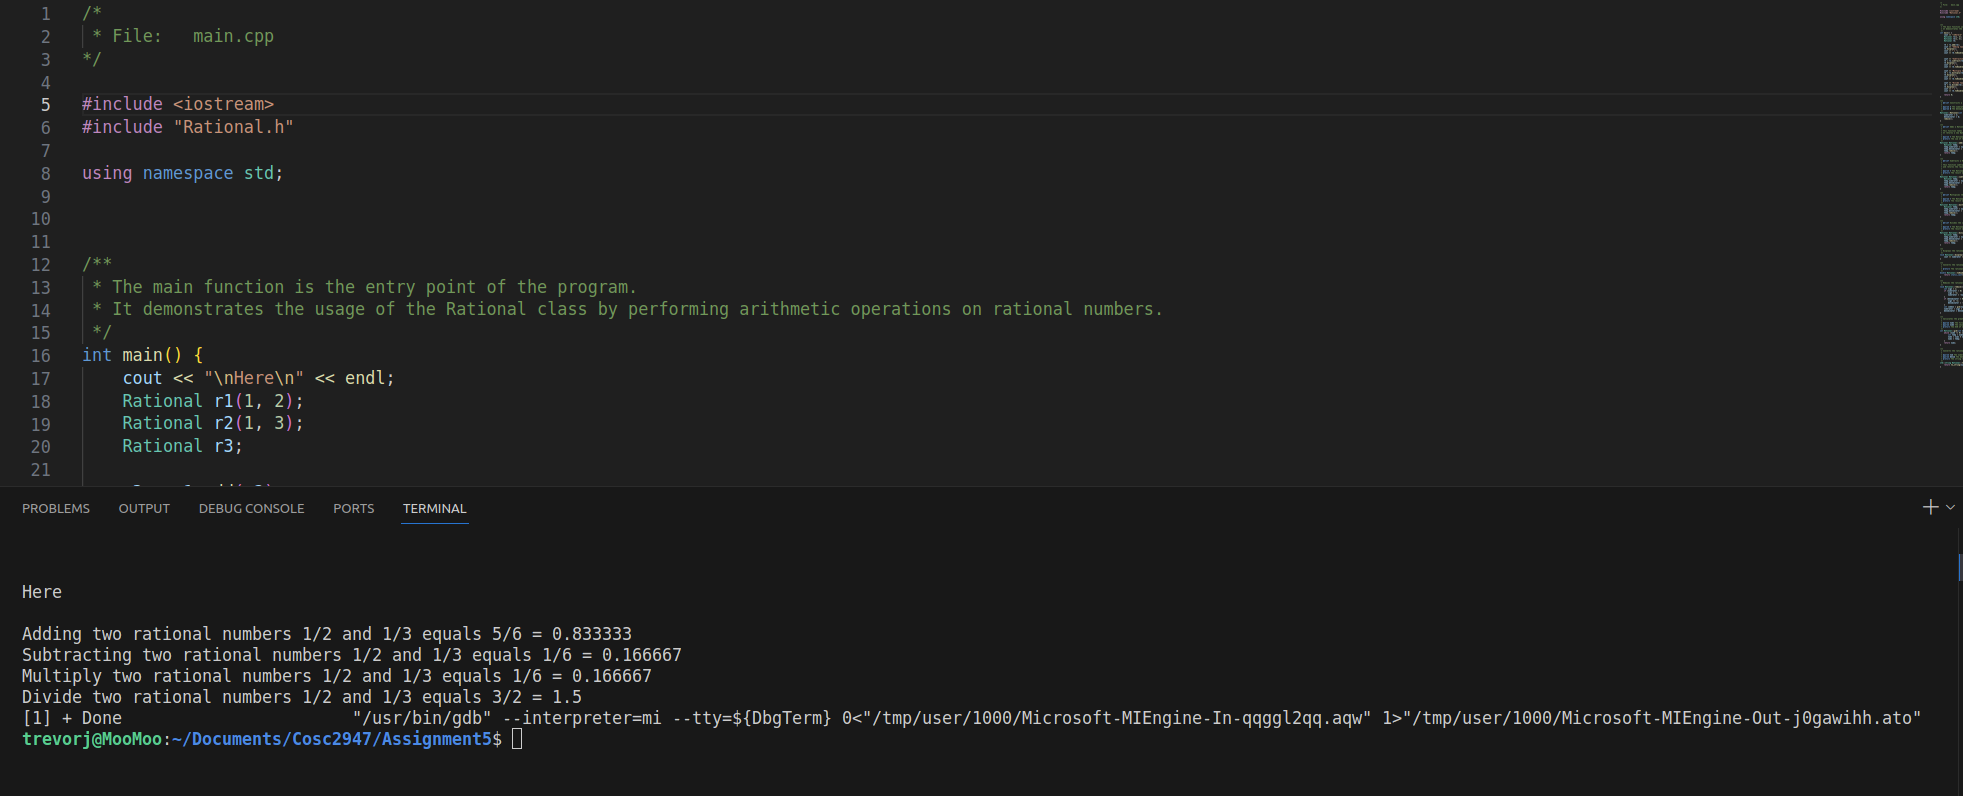 1 /*
2 * File:   main.cpp
3 */
4
5 #include <iostream>
6 #include "Rational.h"
7
8 using namespace std;
9
10
11
12 /**
13 * The main function is the entry point of the program.
14 * It demonstrates the usage of the Rational class by performing arithmetic operations on rational numbers.
15 */
16 int main() {
17 cout << "\nHere\n" << endl;
18 Rational r1(1, 2);
19 Rational r2(1, 3);
20 Rational r3;
21
PROBLEMS OUTPUT DEBUG CONSOLE PORTS TERMINAL
Here
Adding two rational numbers 1/2 and 1/3 equals 5/6 = 0.833333
Subtracting two rational numbers 1/2 and 1/3 equals 1/6 = 0.166667
Multiply two rational numbers 1/2 and 1/3 equals 1/6 = 0.166667
Divide two rational numbers 1/2 and 1/3 equals 3/2 = 1.5
[1] + Done                       "/usr/bin/gdb" --interpreter=mi --tty=${DbgTerm} 0<"/tmp/user/1000/Microsoft-MIEngine-In-qqggl2qq.aqw" 1>"/tmp/user/1000/Microsoft-MIEngine-Out-j0gawihh.ato"
trevorj@MooMoo:~/Documents/Cosc2947/Assignment5$